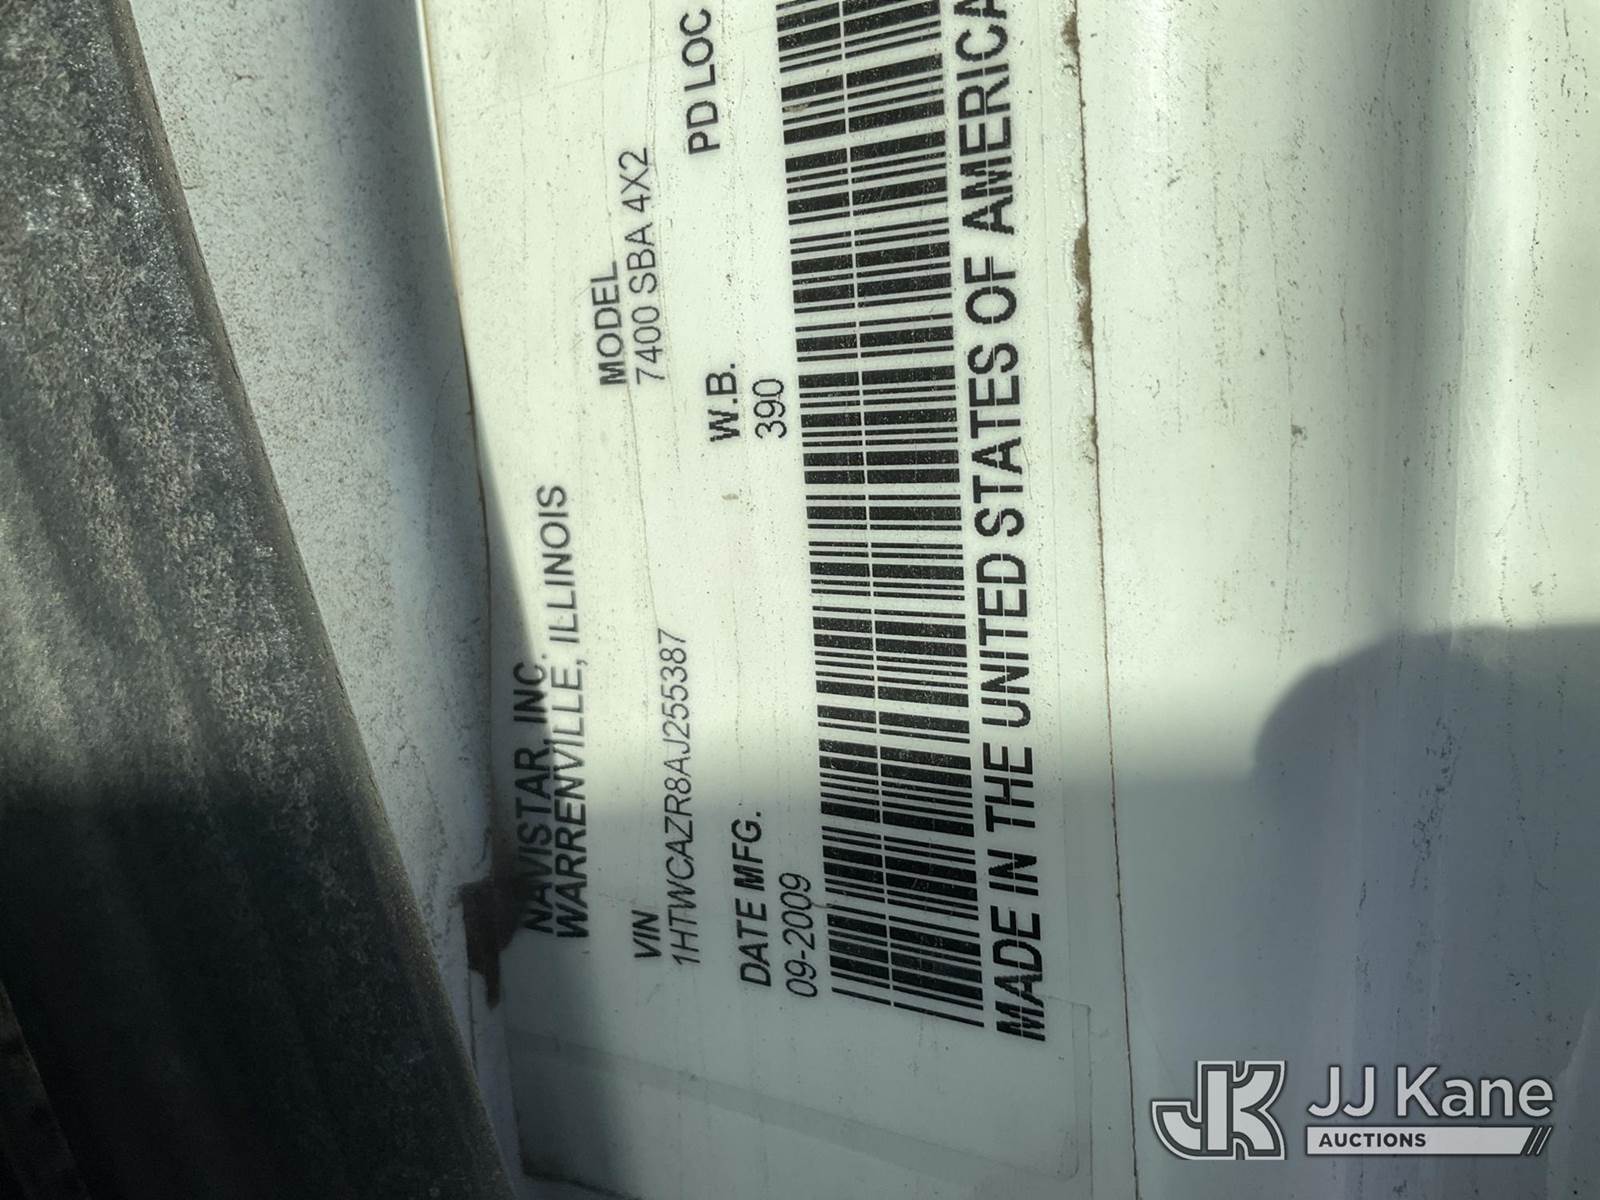 NAVISTAR, INC.
WARRENVILLE, ILLINOIS
VIN
1HTWCAZR8AJ255387
MODEL
7400 SBA 4X2
DATE MFG.
09-2009
W.B.
390
PD LOC
MADE IN THE UNITED STATES OF AMERICA
JK JJ Kane
AUCTIONS